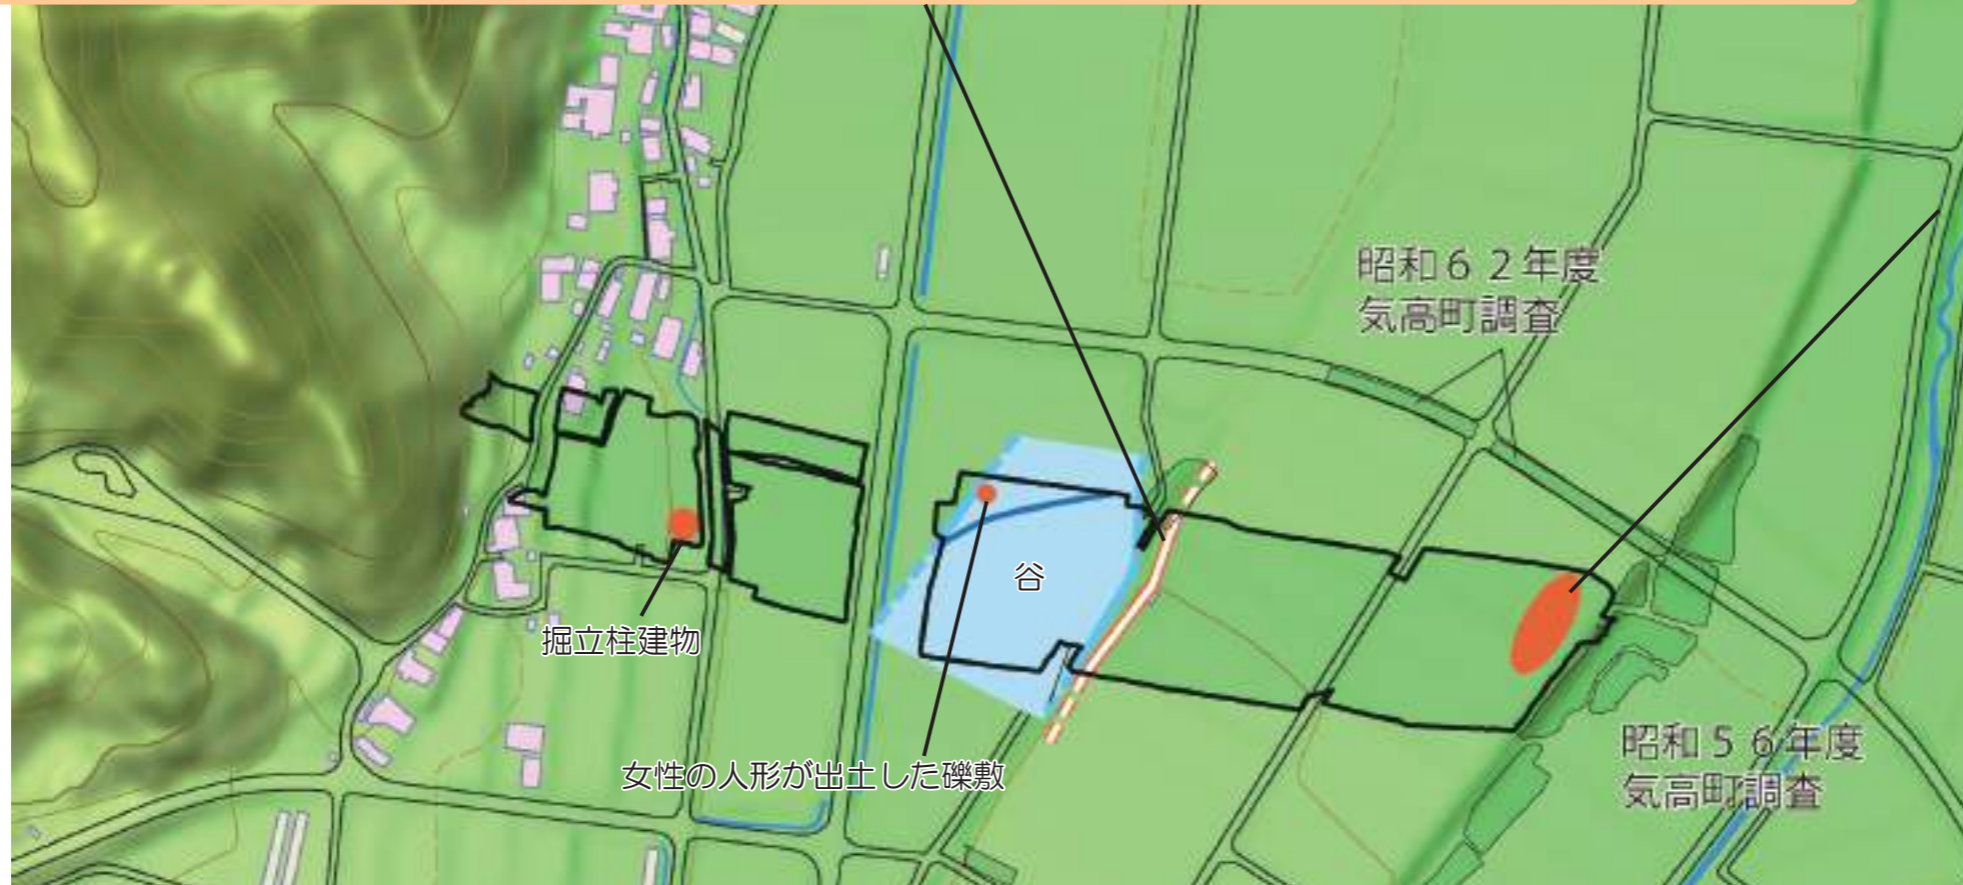 昭和６２年度
気高町調査
谷
掘立柱建物
女性の人形が出土した礫敷
昭和５６年度
気高町調査